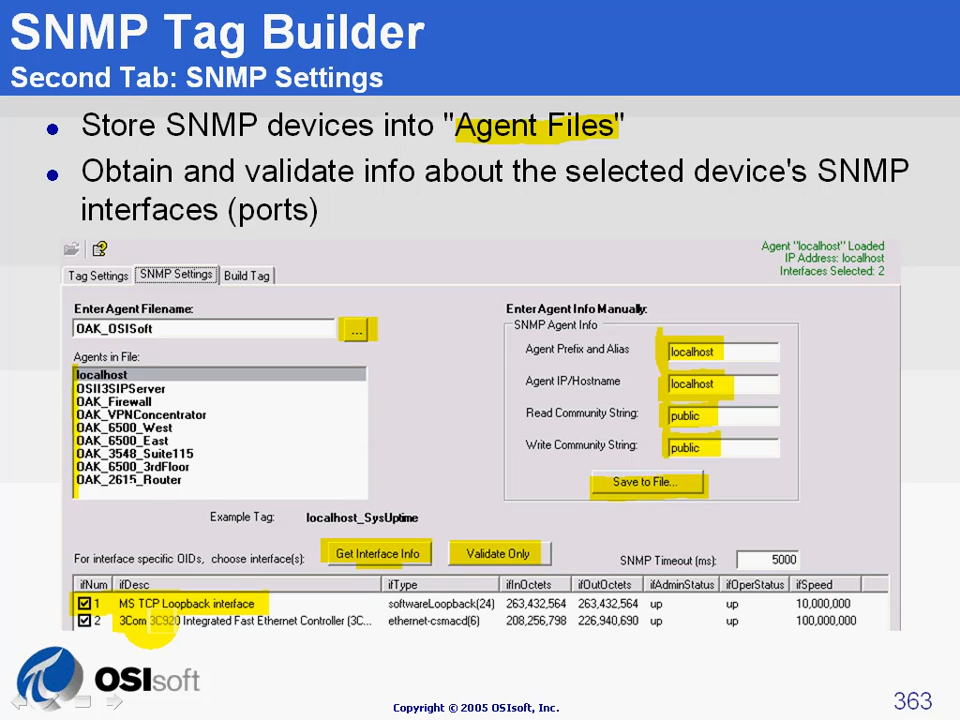 SNMP Tag Builder
Second Tab: SNMP Settings
Store SNMP devices into "Agent Files"
Obtain and validate info about the selected device's SNMP
interfaces (ports)
Agent "localhost" Loaded
IP Address: localhost
Interfaces Selected: 2
Tag Settings SNMP Settings Build Tag
Enter Agent Filename:
OAK_OSISoft
...
Agents in File:
localhost
OSII3SIPServer
OAK_Firewall
OAK_VPNConcentrator
OAK_6500_West
OAK_6500_East
OAK_3548_Suite115
OAK_6500_3rdFloor
OAK_2615_Router
Enter Agent Info Manually:
SNMP Agent Info
Agent Prefix and Alias localhost
Agent IP/Hostname localhost
Read Community String: public
Write Community String: public
Save to File...
Example Tag: localhost_SysUptime
For interface specific OIDs, choose interface(s): Get Interface Info Validate Only SNMP Timeout (ms): 5000
ifNum ifDesc ifType ifInOctets ifOutOctets ifAdminStatus ifOperStatus ifSpeed
1 MS TCP Loopback interface softwareLoopback(24) 263,432,564 263,432,564 up up 10,000,000
2 3Com 3C920 Integrated Fast Ethernet Controller (3C... ethernet-csmacd(6) 208,256,798 226,940,690 up up 100,000,000
OSIsoft
Copyright © 2005 OSIsoft, Inc.
363